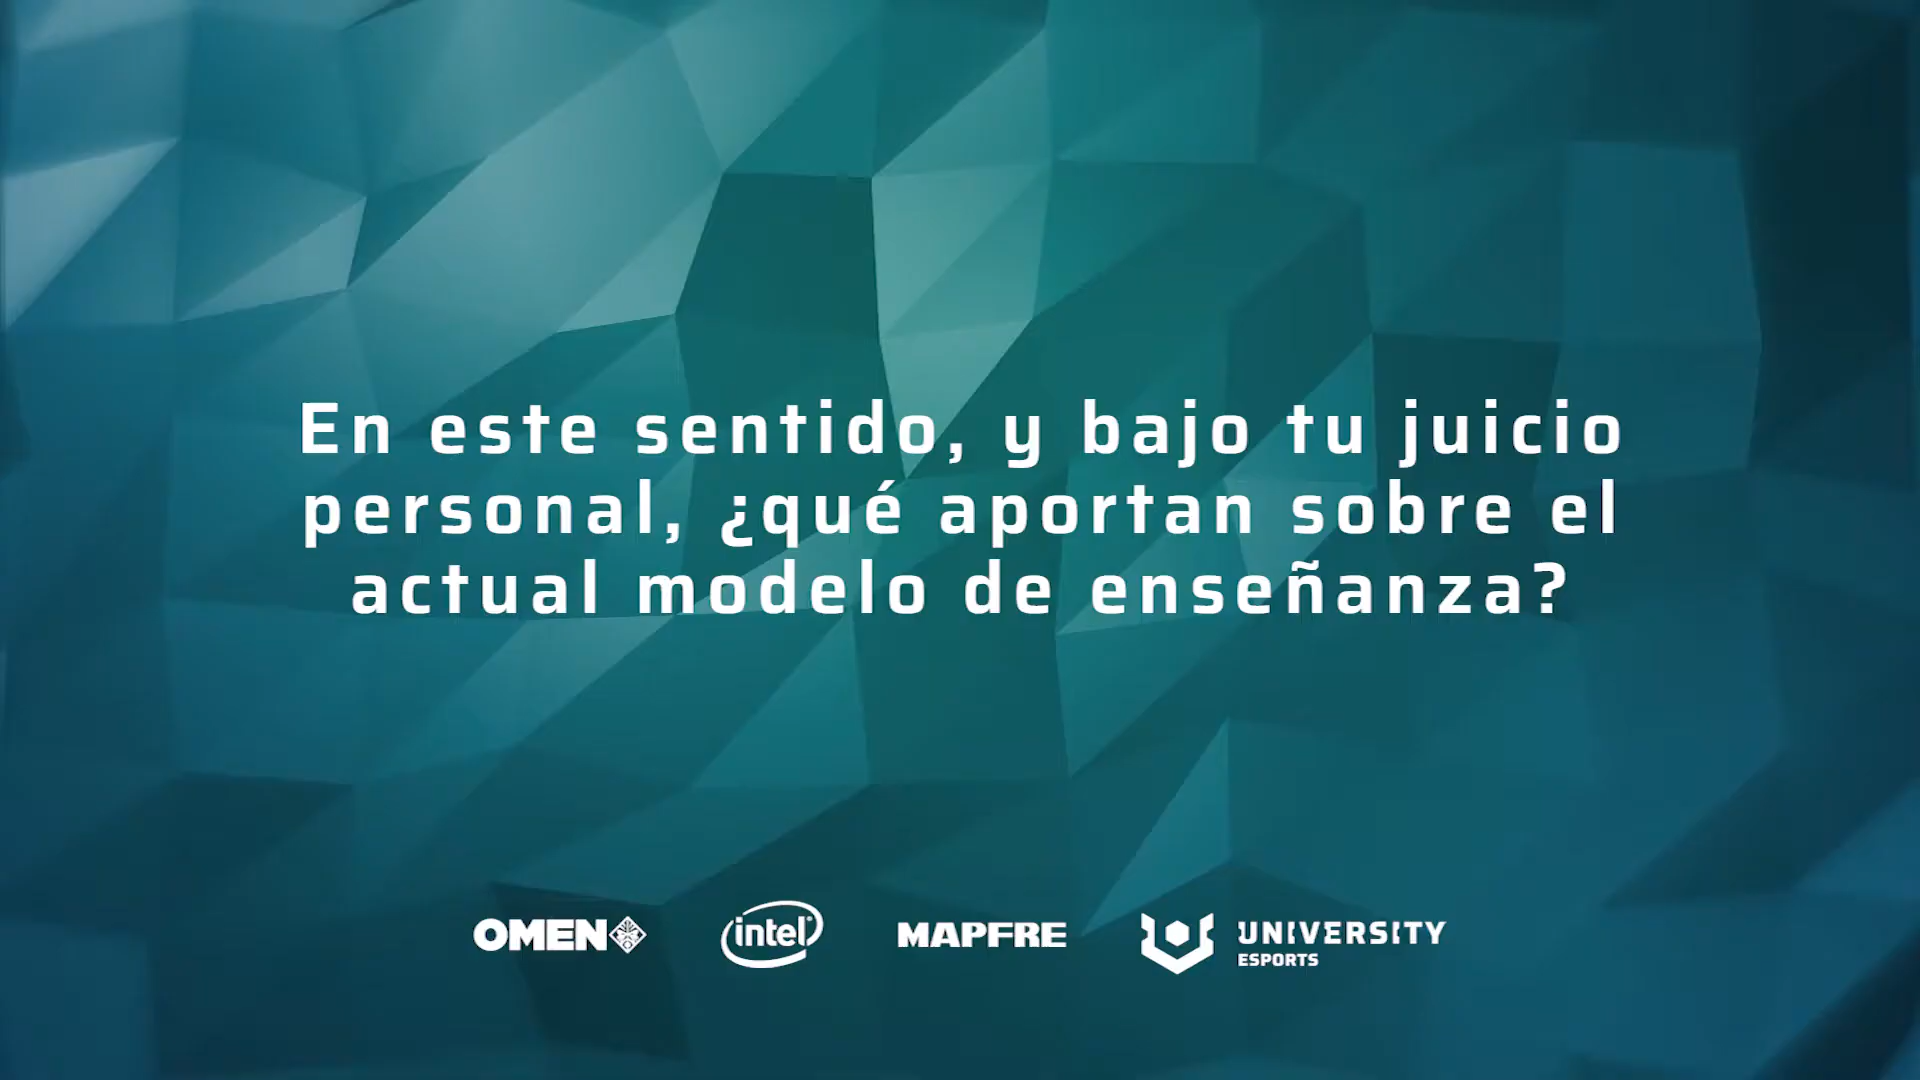 En este sentido, y bajo tu juicio
personal, ¿qué aportan sobre el
actual modelo de enseñanza?
OMEN intel MAPFRE UNIVERSITY
ESPORTS